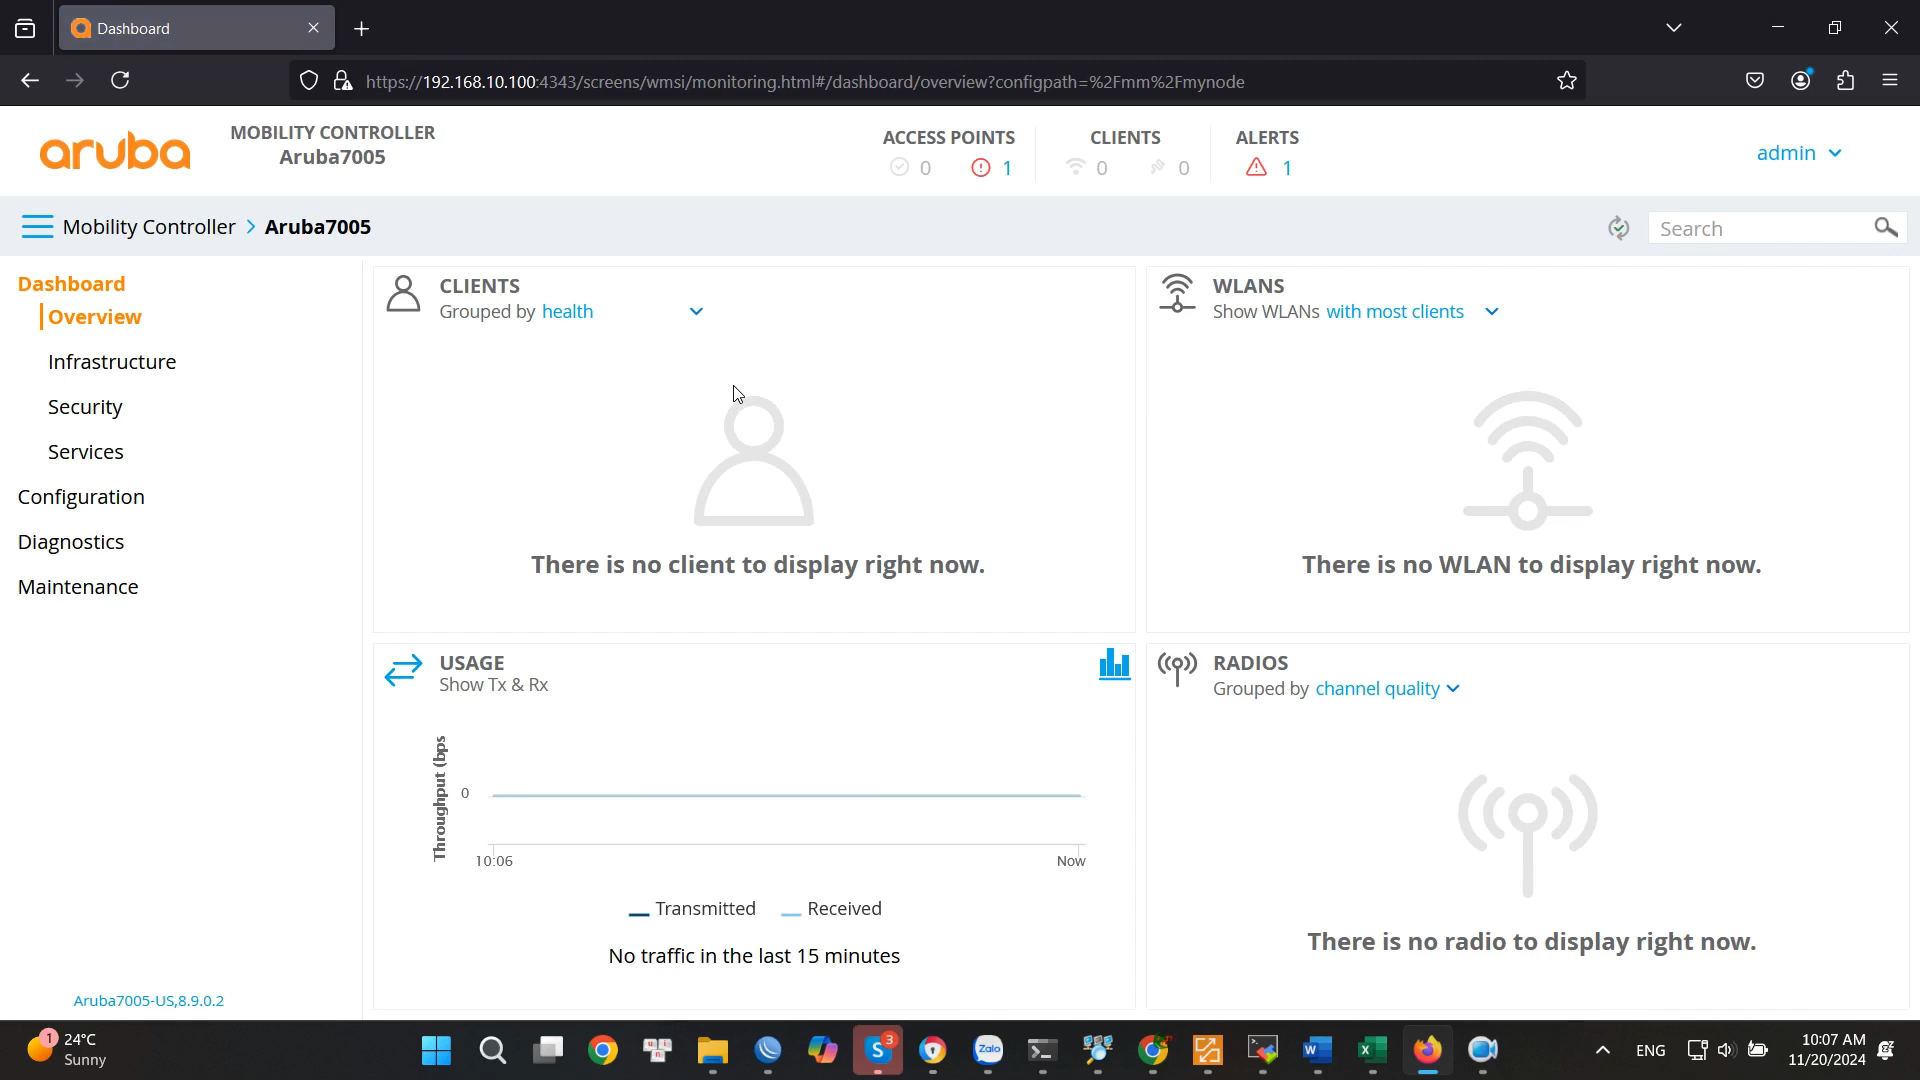 Dashboard
https://192.168.10.100:4343/screens/wmsi/monitoring.html#/dashboard/overview?configpath=%2Fmm%2Fmynode
aruba
MOBILITY CONTROLLER
Aruba7005
ACCESS POINTS
0 1
CLIENTS
0 0
ALERTS
1
admin
Mobility Controller > Aruba7005
Search
Dashboard
Overview
Infrastructure
Security
Services
Configuration
Diagnostics
Maintenance
Aruba7005-US,8.9.0.2
CLIENTS
Grouped by health
There is no client to display right now.
WLANS
Show WLANs with most clients
There is no WLAN to display right now.
USAGE
Show Tx & Rx
Throughput (bps
0
10:06 Now
Transmitted Received
No traffic in the last 15 minutes
RADIOS
Grouped by channel quality
There is no radio to display right now.
1
24°C
Sunny
S 3
Zalo
W
X
ENG
10:07 AM
11/20/2024